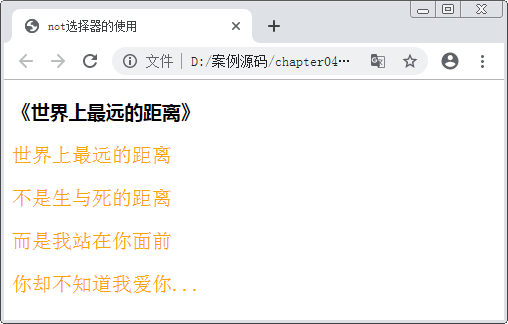 not选择器的使用
文件 | D:/案例源码/chapter04…
《世界上最远的距离》
世界上最远的距离
不是生与死的距离
而是我站在你面前
你却不知道我爱你...